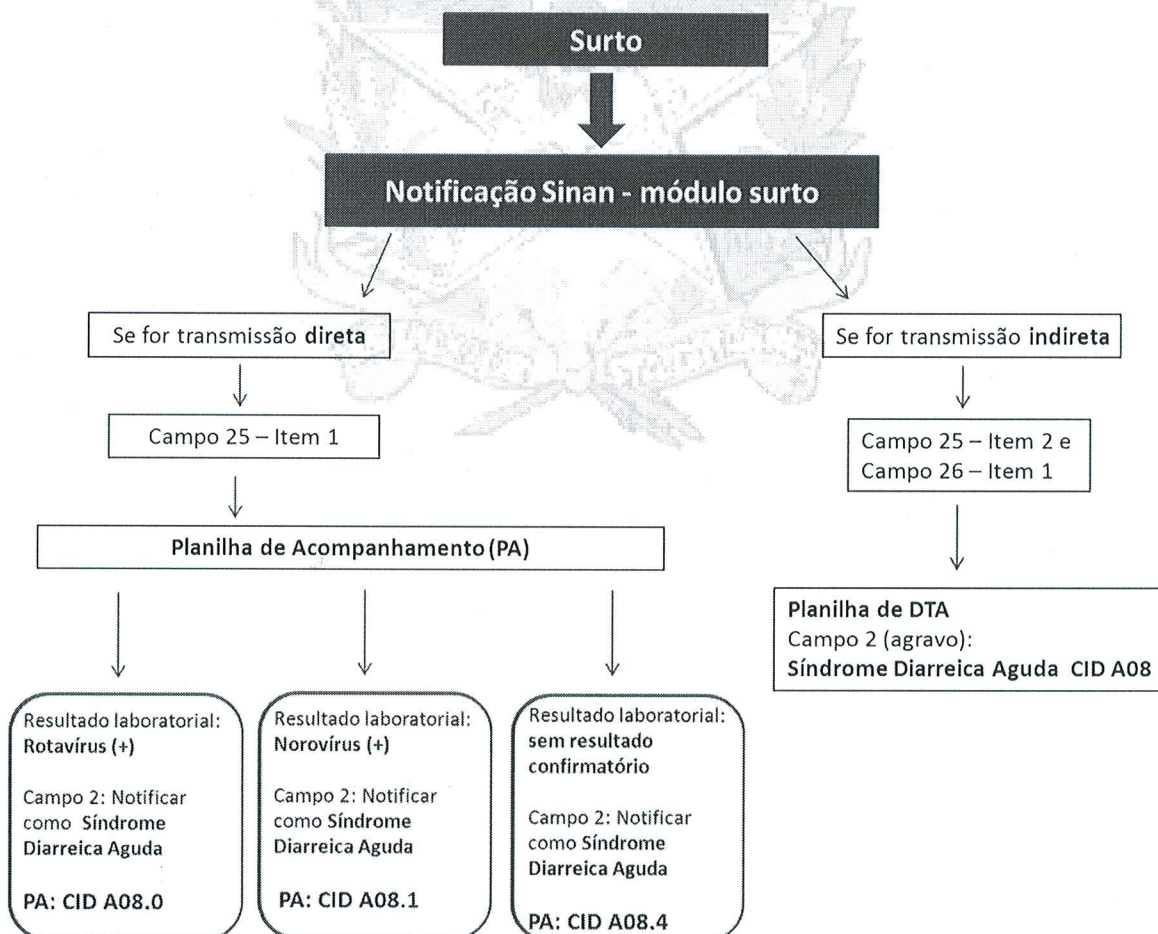 Surto
Notificação Sinan - módulo surto
Se for transmissão direta
Campo 25 – Item 1
Planilha de Acompanhamento (PA)
Resultado laboratorial:
Rotavírus (+)
Campo 2: Notificar
como Síndrome
Diarreica Aguda
PA: CID A08.0
Resultado laboratorial:
Norovírus (+)
Campo 2: Notificar
como Síndrome
Diarreica Aguda
PA: CID A08.1
Resultado laboratorial:
sem resultado
confirmatório
Campo 2: Notificar
como Síndrome
Diarreica Aguda
PA: CID A08.4
Se for transmissão indireta
Campo 25 – Item 2 e
Campo 26 – Item 1
Planilha de DTA
Campo 2 (agravo):
Síndrome Diarreica Aguda CID A08